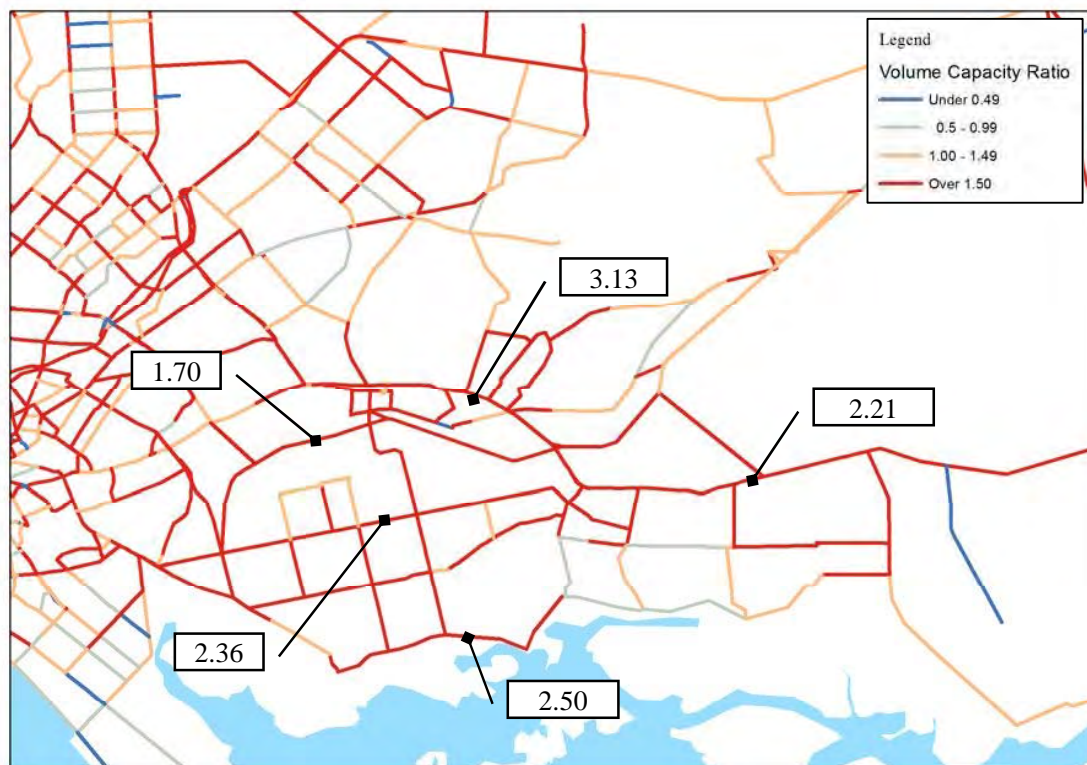 Legend
Volume Capacity Ratio
Under 0.49
0.5 - 0.99
1.00 - 1.49
Over 1.50
3.13
1.70
2.21
2.36
2.50